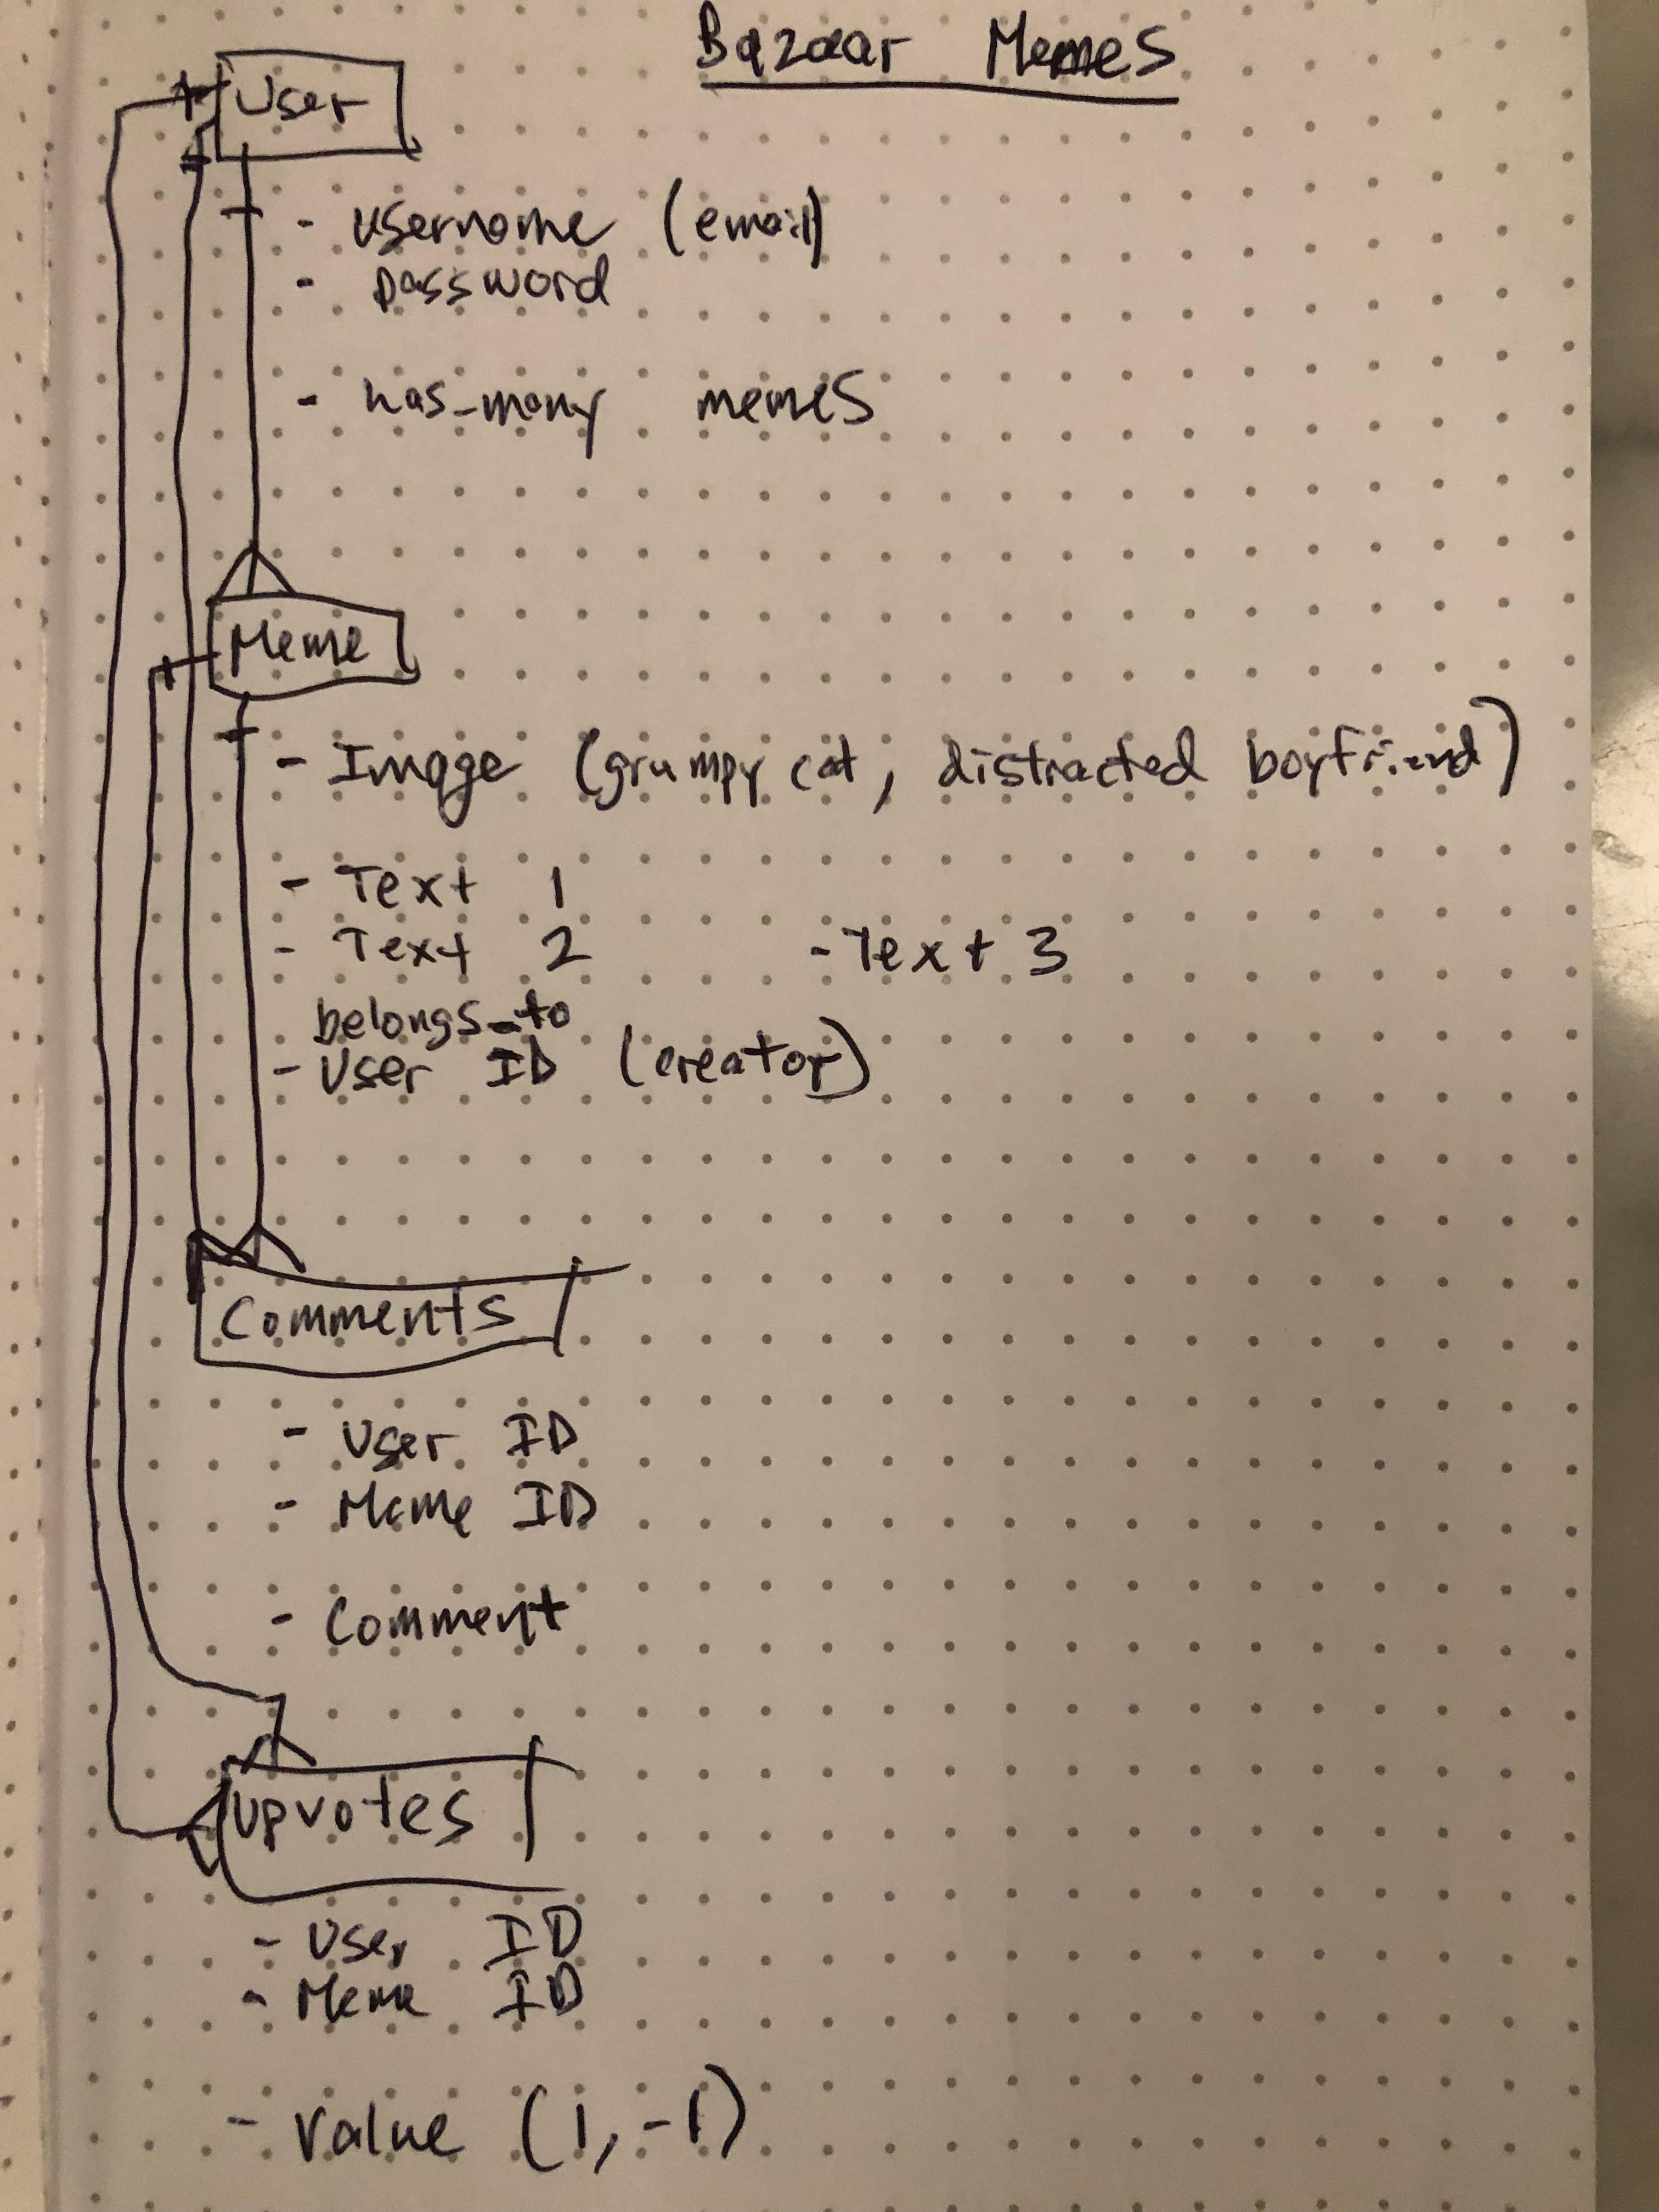 Bazaar Memes
User
- username (email)
- password
- has_many memes
Meme
- Image (grumpy cat, distracted boyfriend)
- Text 1
- Text 2 - Text 3
belongs_to
- User ID (creator)
Comments
- User ID
- Meme ID
- Comment
upvotes
- User ID
- Meme ID
- Value (1, -1)